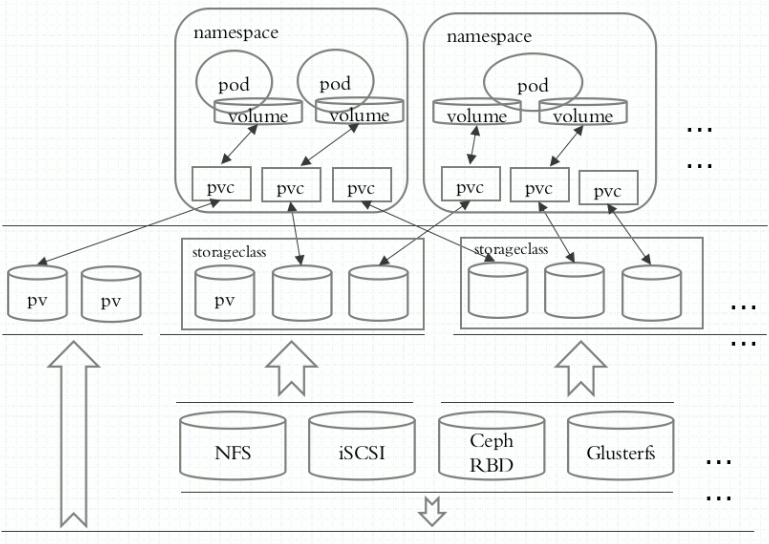 namespace
namespace
pod
pod
pod
volume
volume
volume
volume
...
...
pvc
pvc
pvc
pvc
pvc
pvc
storageclass
storageclass
pv
pv
pv
...
...
NFS
iSCSI
Ceph
RBD
Glusterfs
...
...